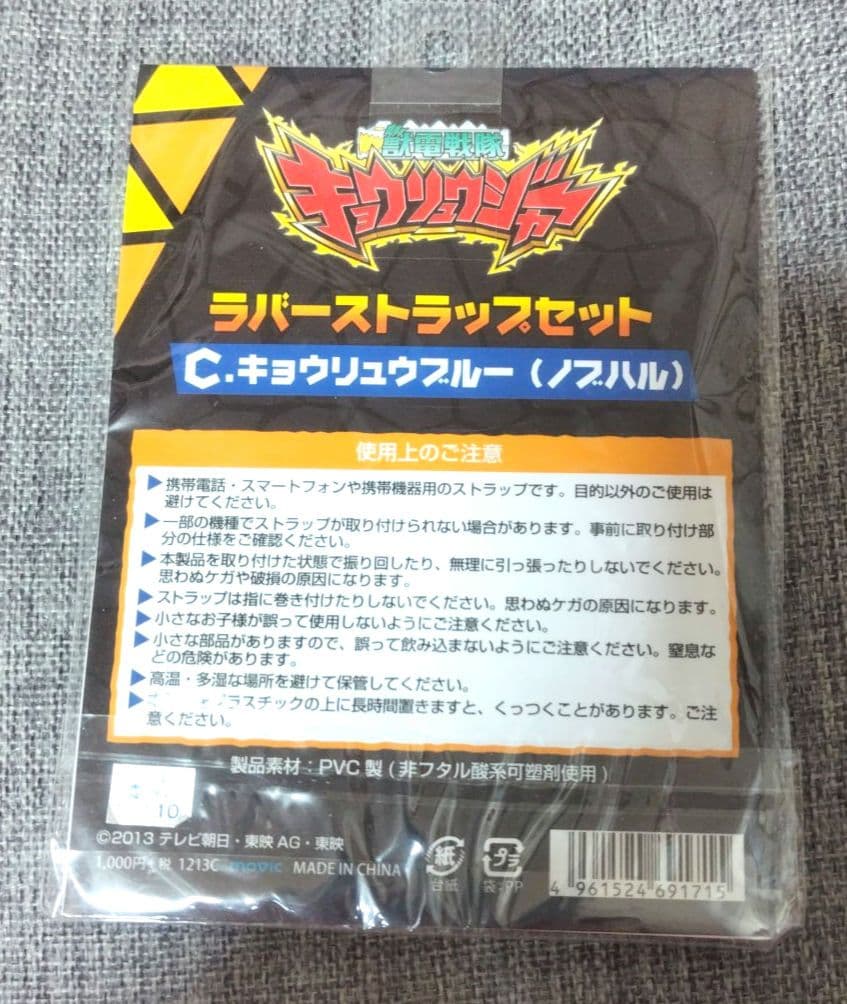 獣電戦隊
キョウリュウジャー
ラバーストラップセット
C.キョウリュウブルー(ノブハル)
使用上のご注意
▶携帯電話・スマートフォンや携帯機器用のストラップです。目的以外のご使用は
避けてください。
▶一部の機種でストラップが取り付けられない場合があります。事前に取り付け部
分の仕様をご確認ください。
▶本製品を取り付けた状態で振り回したり、無理に引っ張ったりしないでください。
思わぬケガや破損の原因になります。
▶ストラップは指に巻き付けたりしないでください。思わぬケガの原因になります。
▶小さなお子様が誤って使用しないようにご注意ください。
▶小さな部品がありますので、誤って飲み込まないようにご注意ください。窒息な
どの危険があります。
▶高温・多湿な場所を避けて保管してください。
▶ラスチックの上に長時間置きますと、くっつくことがあります。ご注
意ください。
製品素材:PVC製(非フタル酸系可塑剤使用)
10
©2013 テレビ朝日・東映AG・東映
1,000円+税 1213C movic MADE IN CHINA
紙
台紙
プラ
袋:PP
4 961524 691715